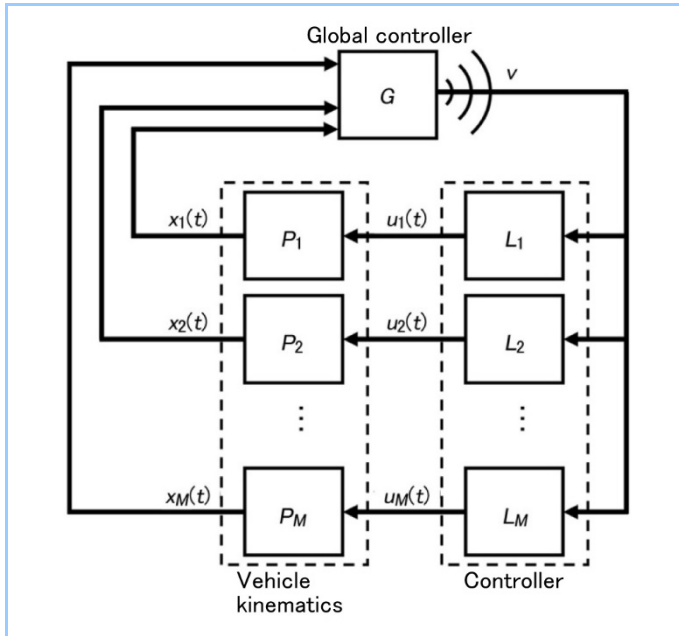 Global controller
G
v
x1(t)
P1
u1(t)
L1
x2(t)
P2
u2(t)
L2
⋮
⋮
xM(t)
PM
uM(t)
LM
Vehicle
kinematics
Controller